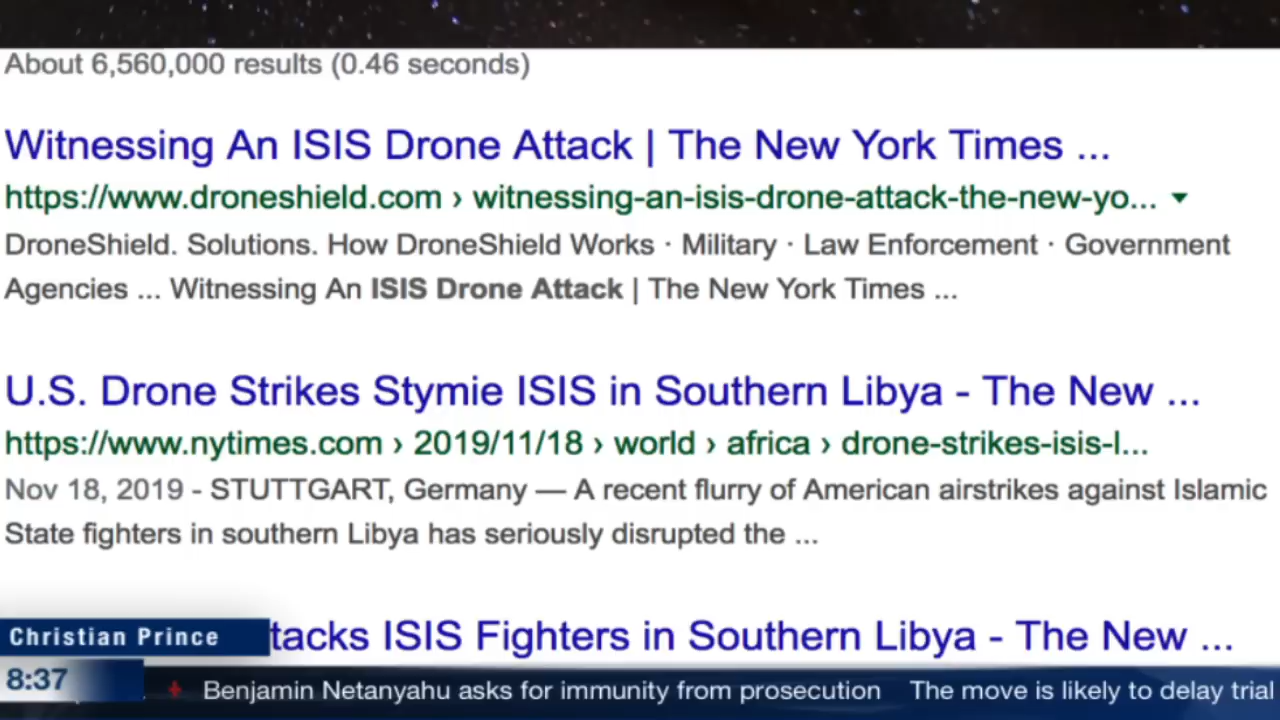 About 6,560,000 results (0.46 seconds)
Witnessing An ISIS Drone Attack | The New York Times ...
https://www.droneshield.com › witnessing-an-isis-drone-attack-the-new-yo...
DroneShield. Solutions. How DroneShield Works · Military · Law Enforcement · Government
Agencies ... Witnessing An ISIS Drone Attack | The New York Times ...
U.S. Drone Strikes Stymie ISIS in Southern Libya - The New ...
https://www.nytimes.com › 2019/11/18 › world › africa › drone-strikes-isis-l...
Nov 18, 2019 - STUTTGART, Germany — A recent flurry of American airstrikes against Islamic
State fighters in southern Libya has seriously disrupted the ...
tacks ISIS Fighters in Southern Libya - The New ...
Christian Prince
8:37
Benjamin Netanyahu asks for immunity from prosecution The move is likely to delay trial